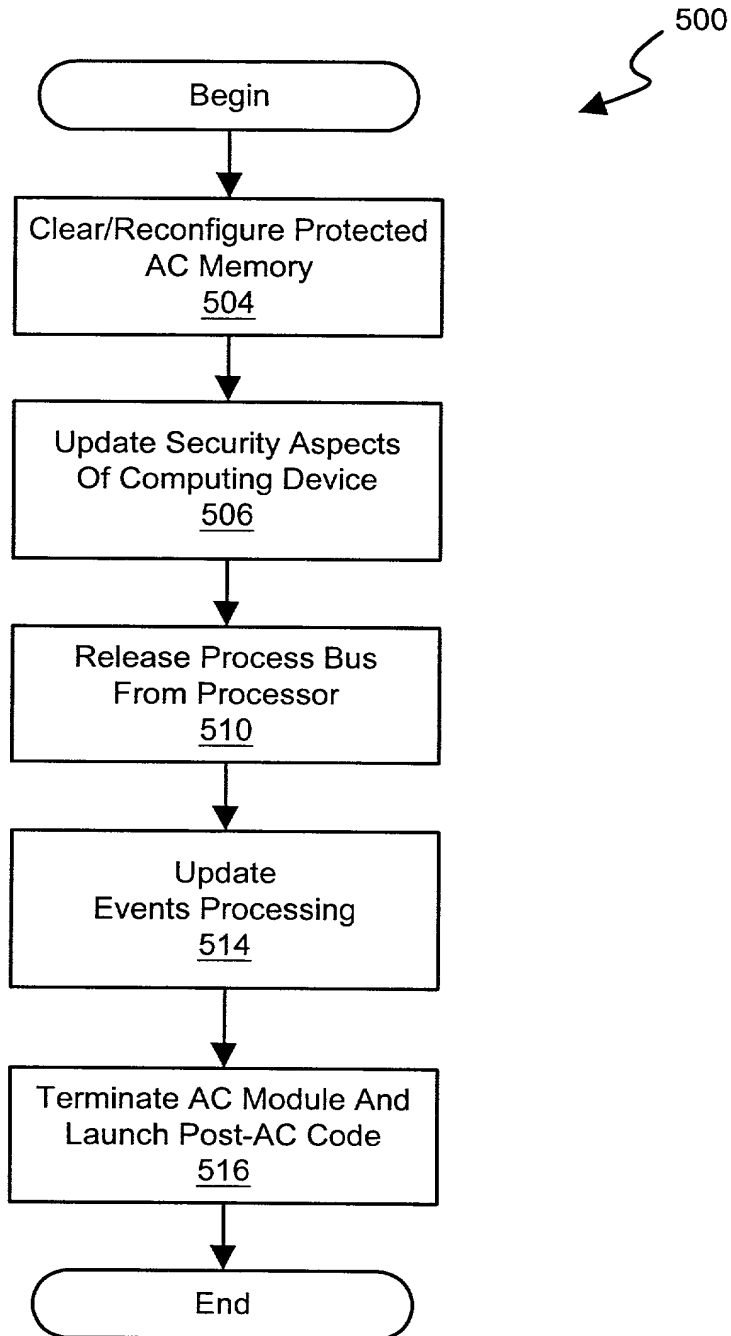 500
Begin
Clear/Reconfigure Protected
AC Memory
504
Update Security Aspects
Of Computing Device
506
Release Process Bus
From Processor
510
Update
Events Processing
514
Terminate AC Module And
Launch Post-AC Code
516
End